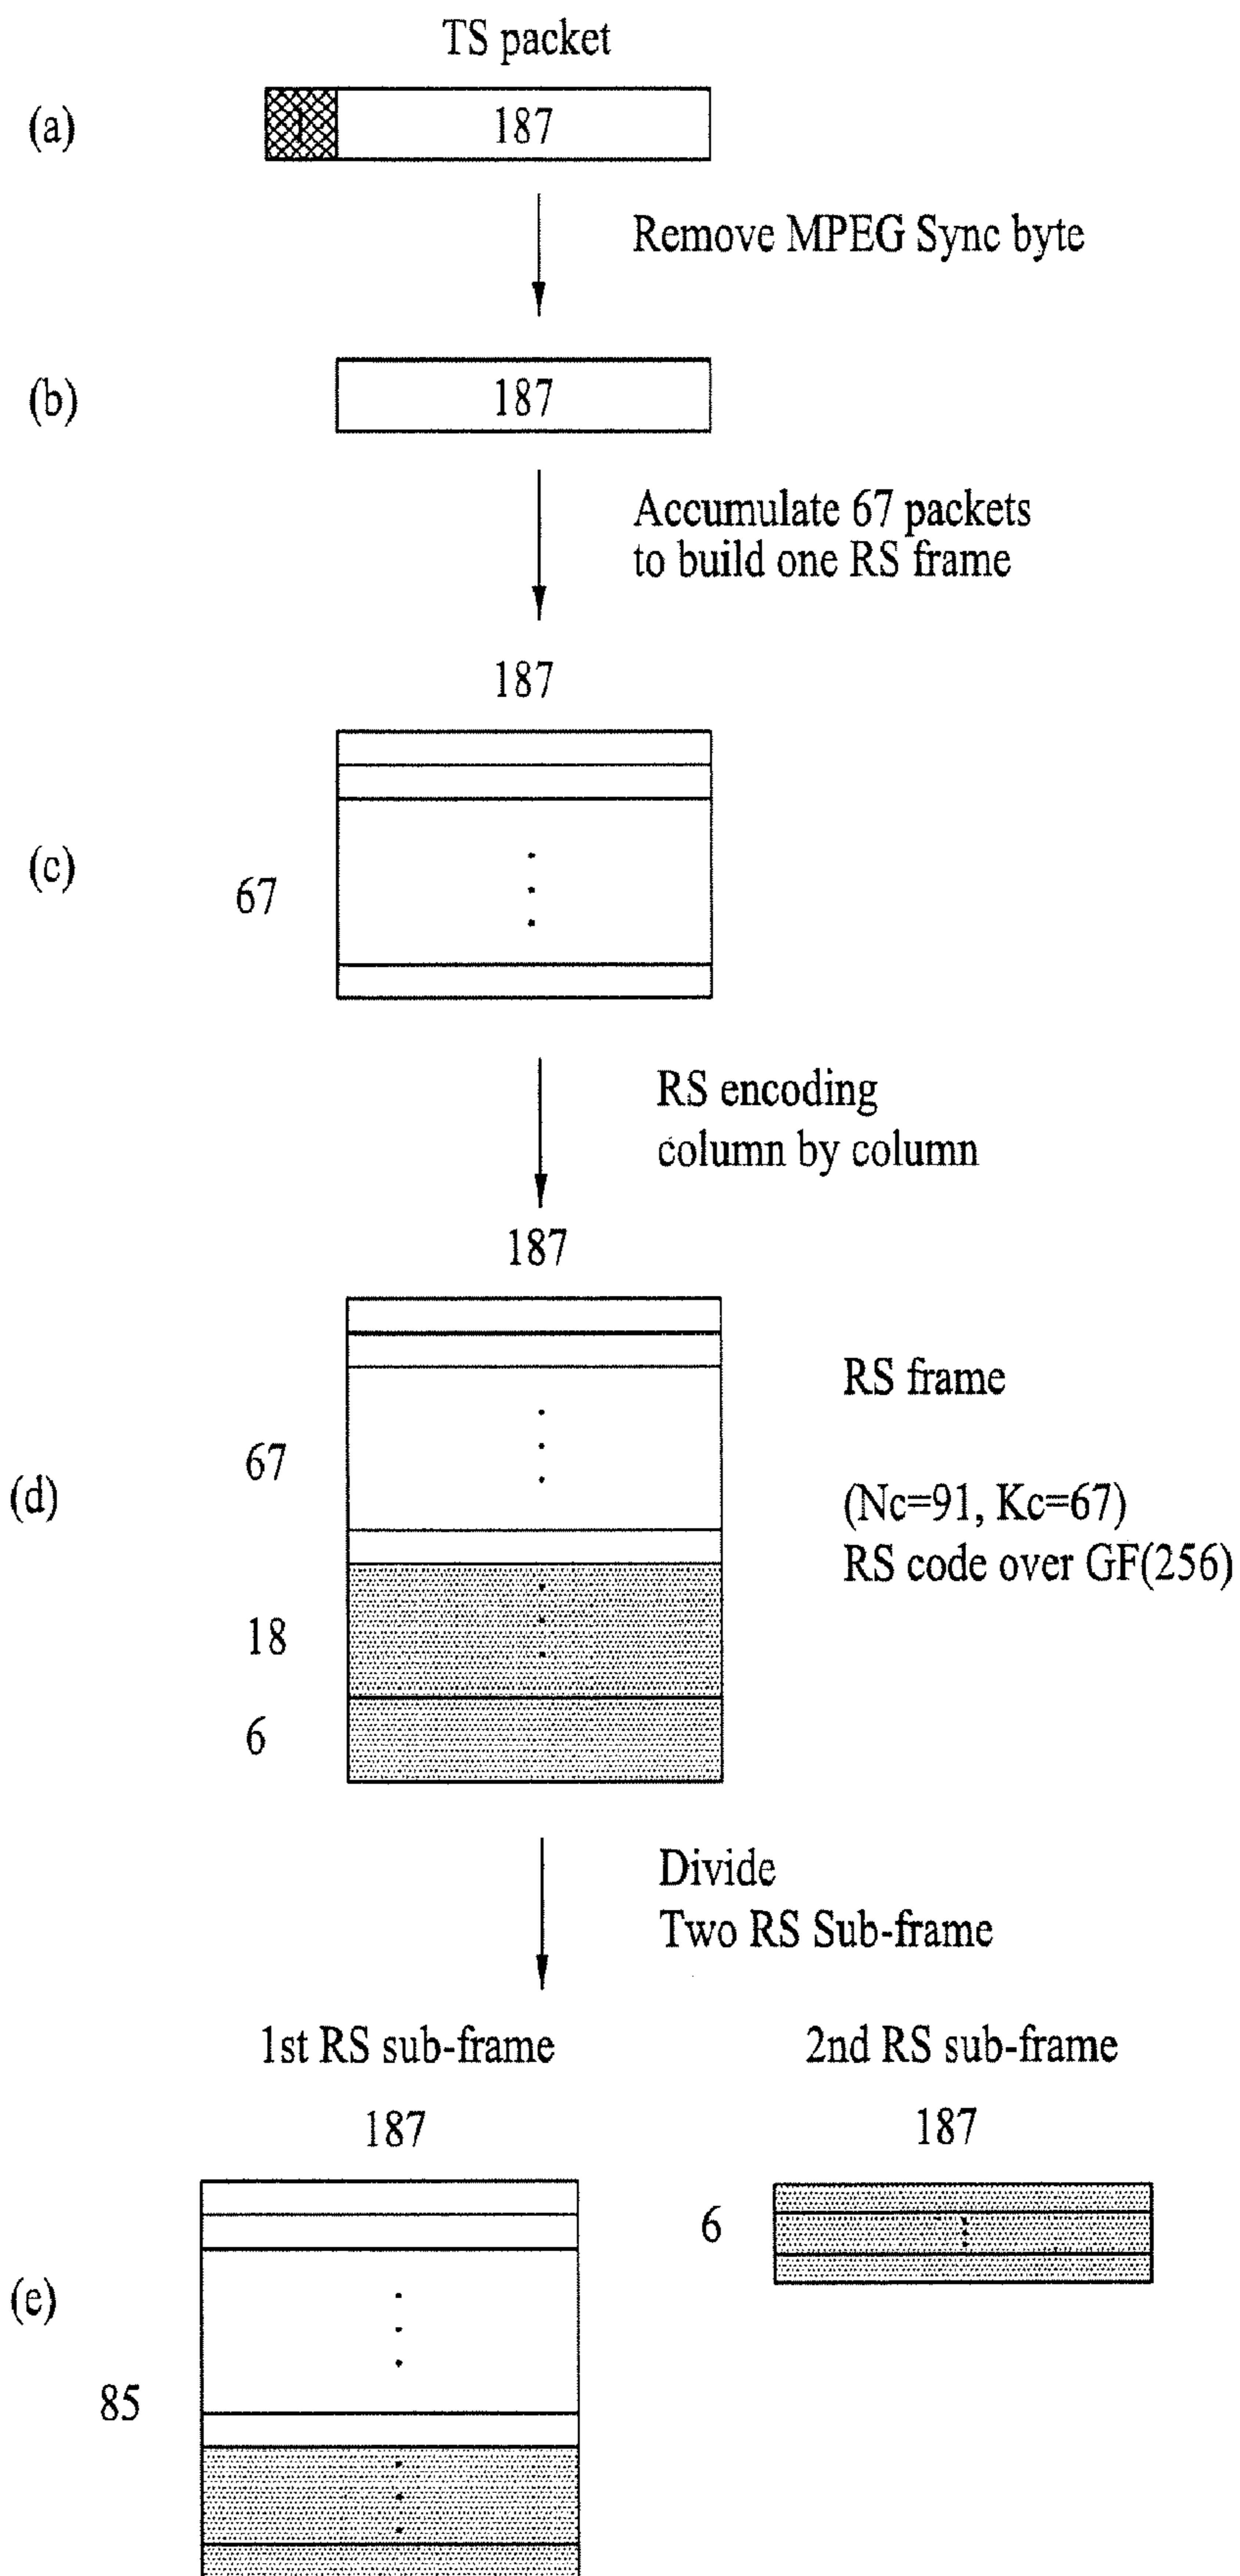 TS packet
(a)
1
187
Remove MPEG Sync byte
(b)
187
Accumulate 67 packets
to build one RS frame
187
(c)
67
RS encoding
column by column
187
RS frame
67
(d)
(Nc=91, Kc=67)
RS code over GF(256)
18
6
Divide
Two RS Sub-frame
1st RS sub-frame
2nd RS sub-frame
187
187
6
(e)
85